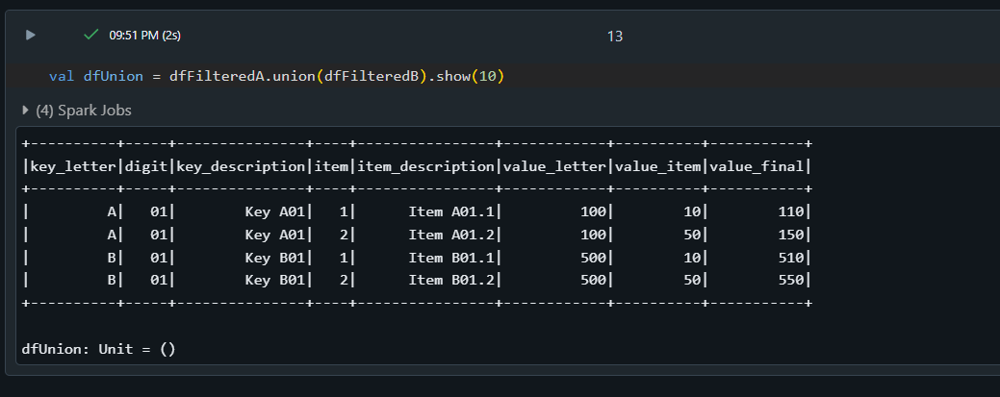 09:51 PM (2s)
13
val dfUnion = dfFilteredA.union(dfFilteredB).show(10)
(4) Spark Jobs
+----------+-----+---------------+----+----------------+------------+----------+-----------+
|key_letter|digit|key_description|item|item_description|value_letter|value_item|value_final|
+----------+-----+---------------+----+----------------+------------+----------+-----------+
|         A|   01|        Key A01|   1|      Item A01.1|         100|        10|        110|
|         A|   01|        Key A01|   2|      Item A01.2|         100|        50|        150|
|         B|   01|        Key B01|   1|      Item B01.1|         500|        10|        510|
|         B|   01|        Key B01|   2|      Item B01.2|         500|        50|        550|
+----------+-----+---------------+----+----------------+------------+----------+-----------+
dfUnion: Unit = ()